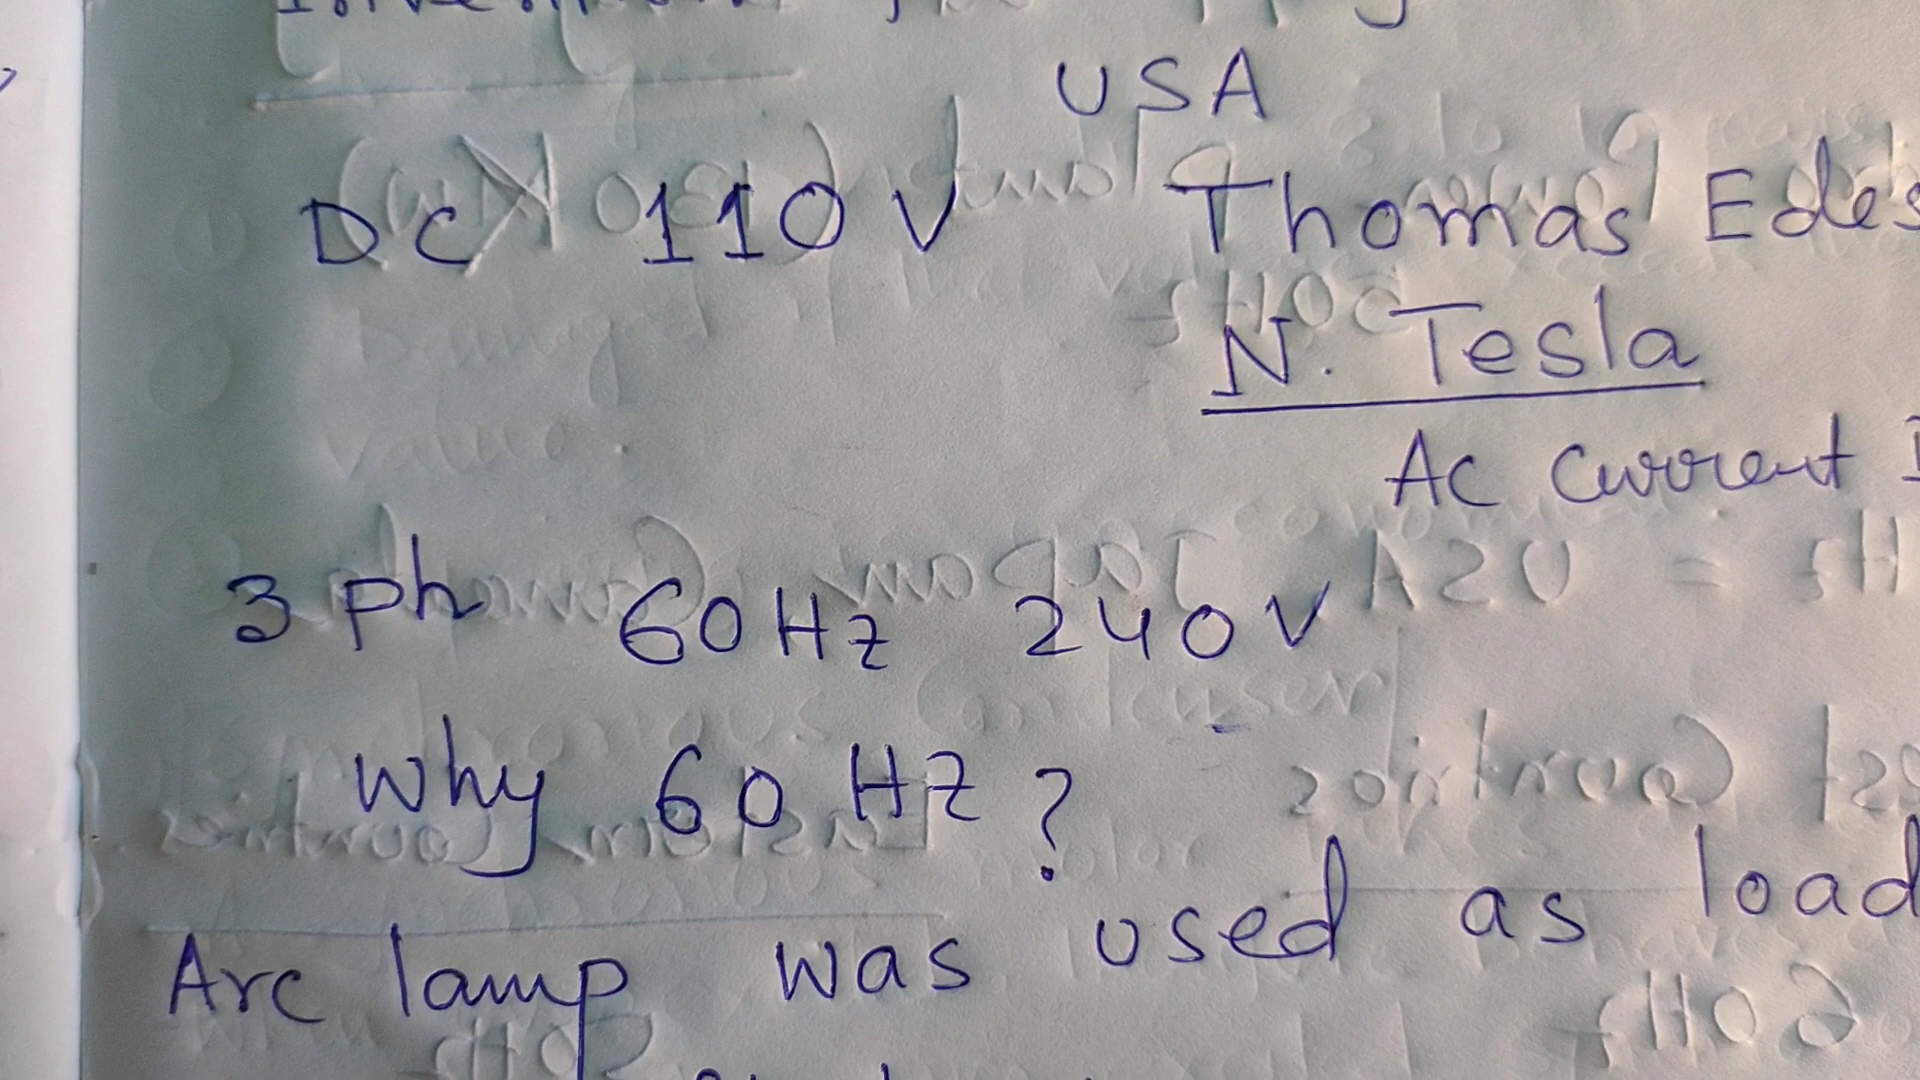 USA
DC 110 V Thomas Edes
N. Tesla
AC Current
3 Ph 60 Hz 240 V
Why 60 HZ ?
Arc lamp was used as load